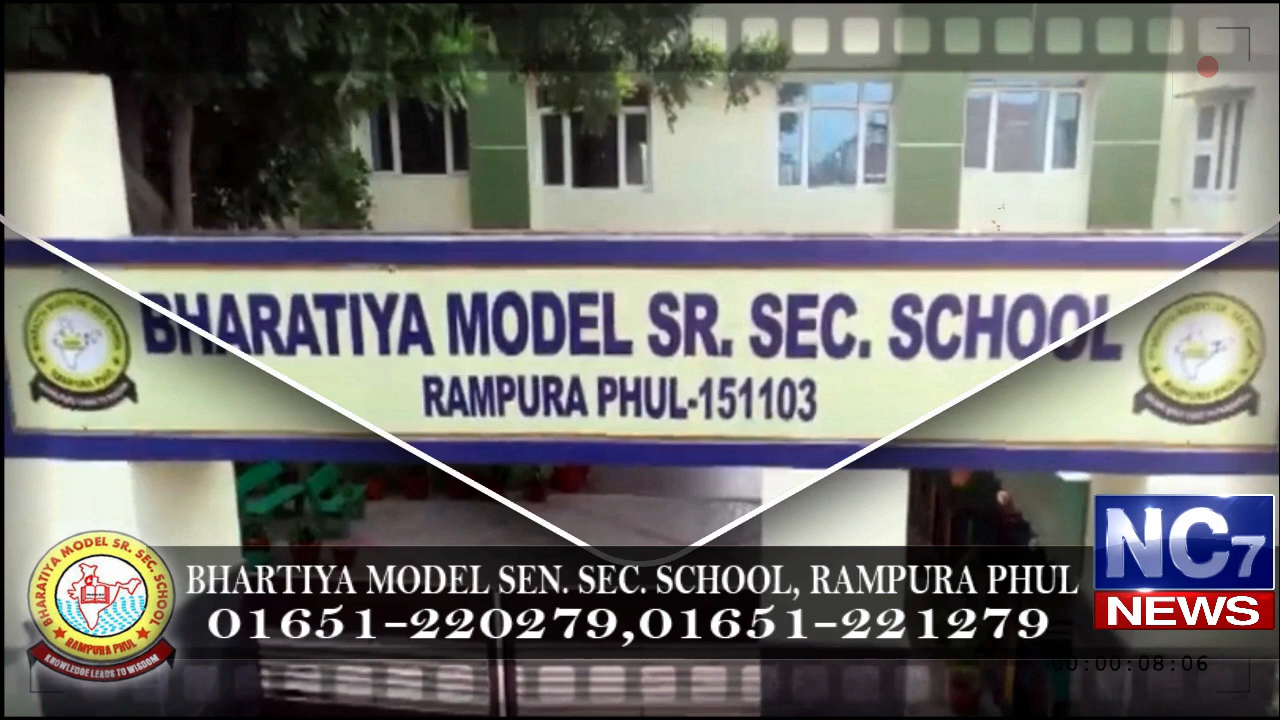 BHARATIYA MODEL SR. SEC. SCHOOL
RAMPURA PHUL-151103
BHARATIYA MODEL SR. SEC. SCHOOL
RAMPURA PHUL
KNOWLEDGE LEADS TO WISDOM
BHARTIYA MODEL SEN. SEC. SCHOOL, RAMPURA PHUL
01651-220279,01651-221279
NC7
NEWS
00:00:08:06